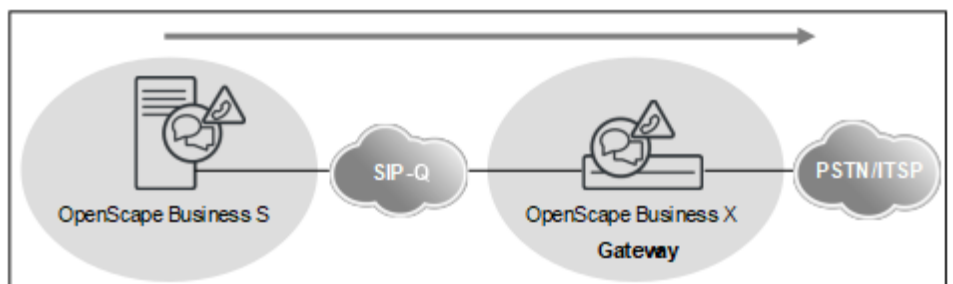 SIP-Q
PSTN/ITSP
OpenScape Business S
OpenScape Business X
Gateway